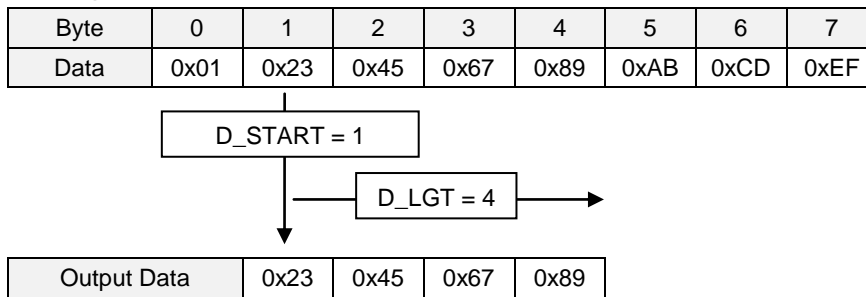 Byte 0 1 2 3 4 5 6 7
Data 0x01 0x23 0x45 0x67 0x89 0xAB 0xCD 0xEF
D_START = 1
D_LGT = 4
Output Data 0x23 0x45 0x67 0x89